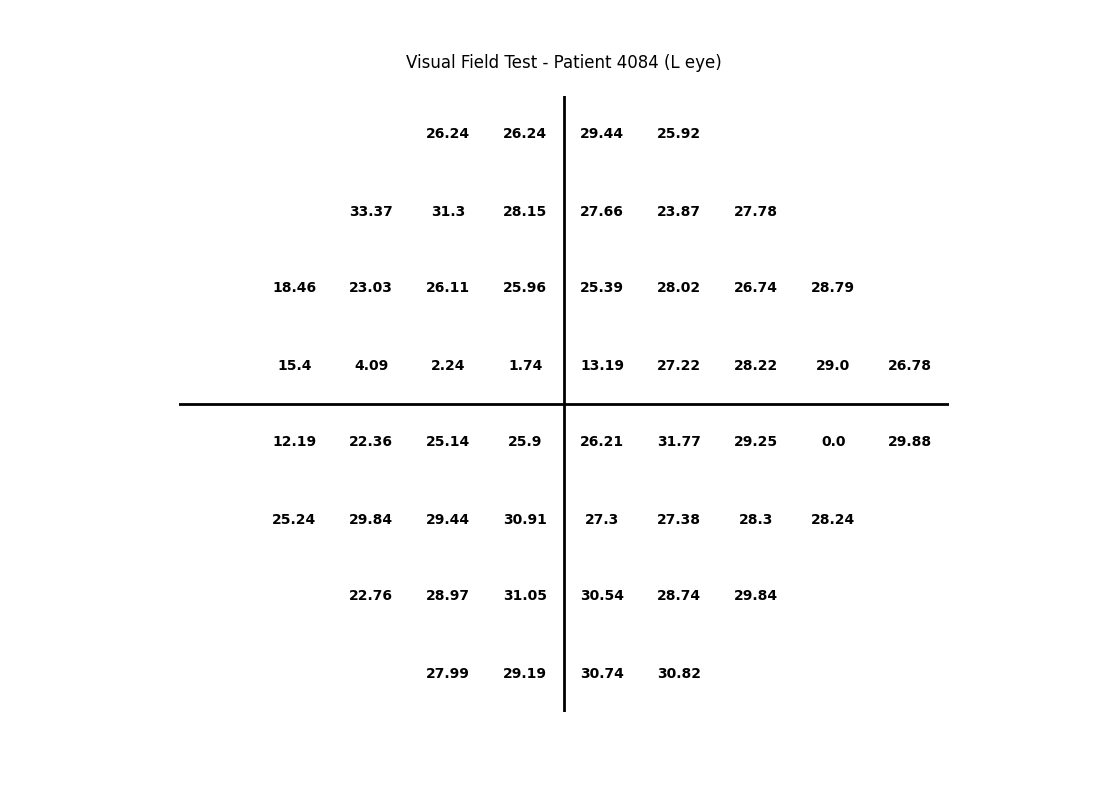 Visual Field Test - Patient 4084 (L eye)
26.24 26.24 29.44 25.92
33.37 31.3 28.15 27.66 23.87 27.78
18.46 23.03 26.11 25.96 25.39 28.02 26.74 28.79
15.4 4.09 2.24 1.74 13.19 27.22 28.22 29.0 26.78
12.19 22.36 25.14 25.9 26.21 31.77 29.25 0.0 29.88
25.24 29.84 29.44 30.91 27.3 27.38 28.3 28.24
22.76 28.97 31.05 30.54 28.74 29.84
27.99 29.19 30.74 30.82